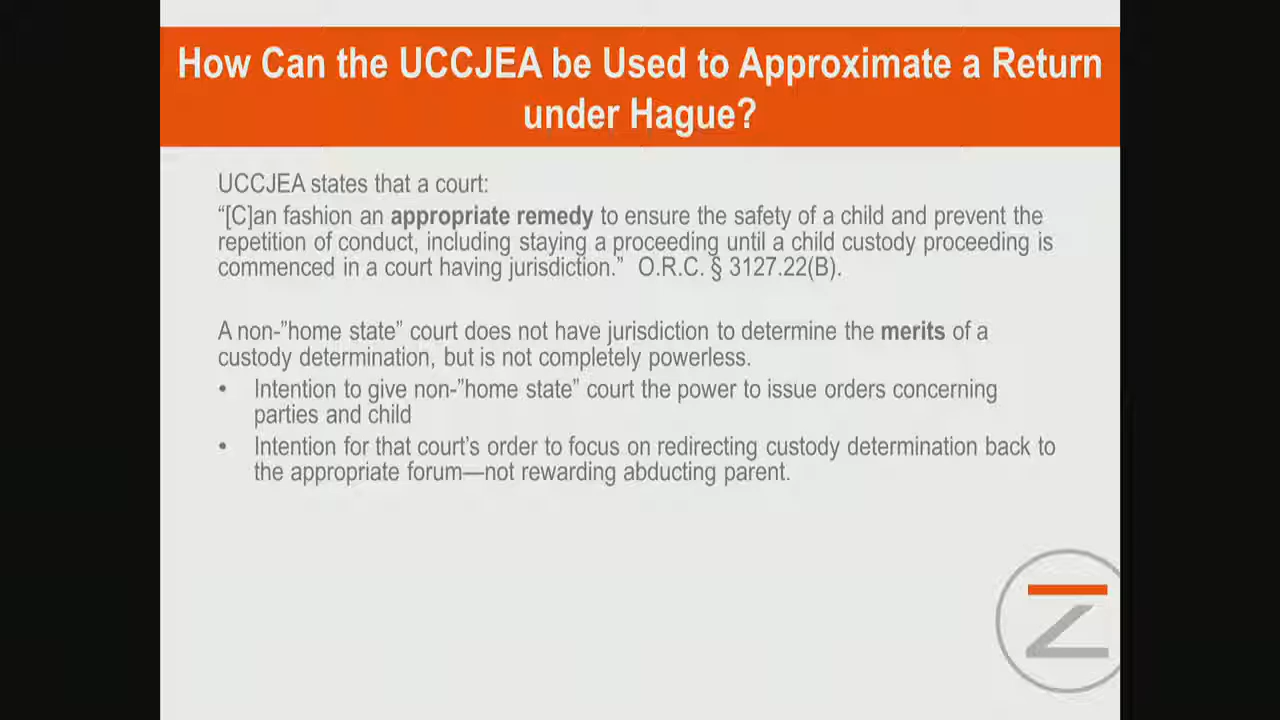 How Can the UCCJEA be Used to Approximate a Return
under Hague?
UCCJEA states that a court:
“[C]an fashion an appropriate remedy to ensure the safety of a child and prevent the
repetition of conduct, including staying a proceeding until a child custody proceeding is
commenced in a court having jurisdiction.” O.R.C. § 3127.22(B).
A non-”home state” court does not have jurisdiction to determine the merits of a
custody determination, but is not completely powerless.
• Intention to give non-”home state” court the power to issue orders concerning
parties and child
• Intention for that court’s order to focus on redirecting custody determination back to
the appropriate forum—not rewarding abducting parent.